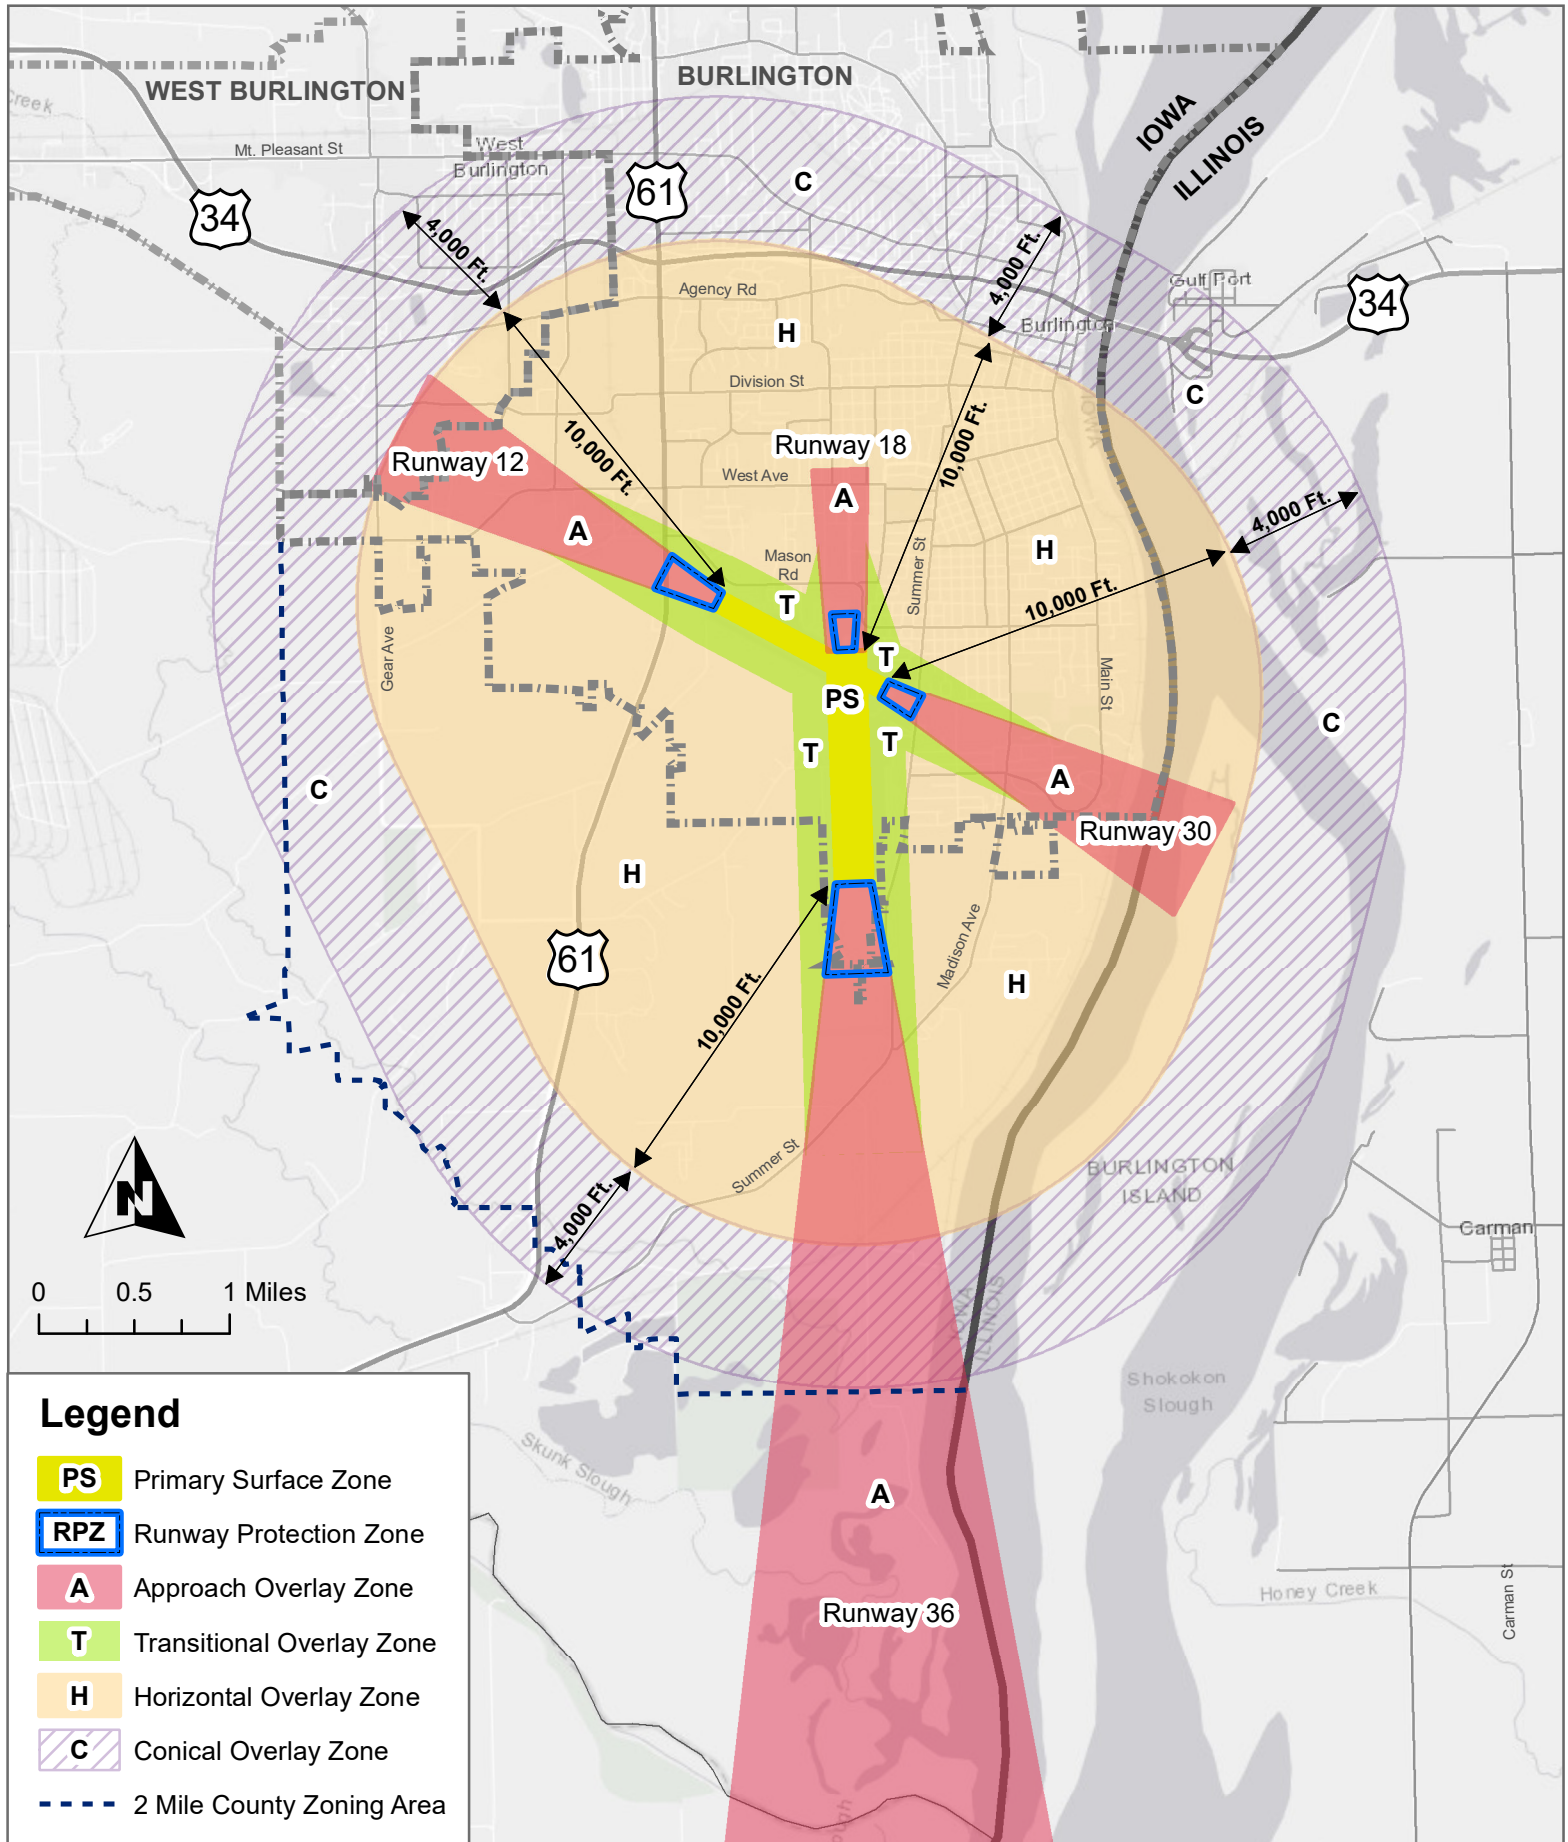 WEST BURLINGTON
BURLINGTON
IOWA
ILLINOIS
Creek
Mt. Pleasant St
West
Burlington
61
C
34
4,000 Ft.
4,000 Ft.
Gulf Port
34
Agency Rd
H
Burlington
Division St
C
IOWA
10,000 Ft.
10,000 Ft.
Runway 18
Runway 12
West Ave
A
4,000 Ft.
A
H
Mason
Rd
Summer St
T
10,000 Ft.
Gear Ave
T
Main St
PS
C
T
T
A
C
Runway 30
H
61
Madison Ave
H
10,000 Ft.
Summer St
BURLINGTON
ISLAND
4,000 Ft.
N
Carman
0 0.5 1 Miles
IOWA
ILLINOIS
Shokokon
Slough
Skunk Slough
A
Honey Creek
Carman St
Runway 36
Legend
PS Primary Surface Zone
RPZ Runway Protection Zone
A Approach Overlay Zone
T Transitional Overlay Zone
H Horizontal Overlay Zone
C Conical Overlay Zone
2 Mile County Zoning Area